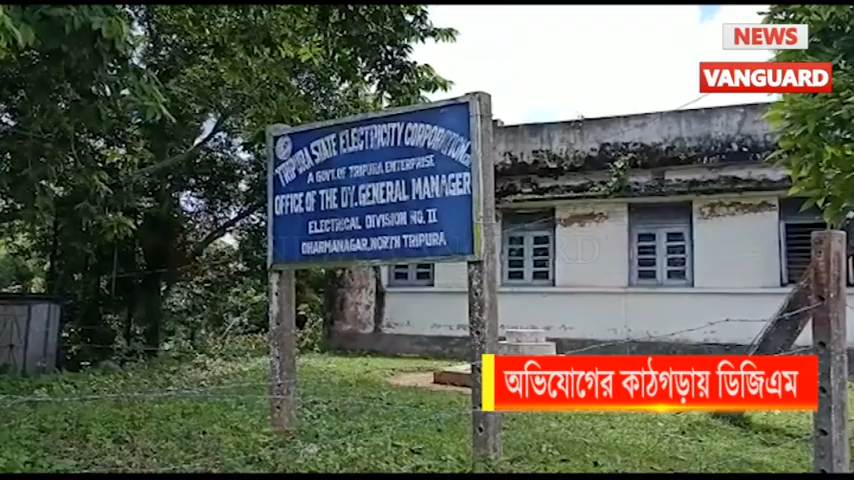 NEWS
VANGUARD
TRIPURA STATE ELECTRICITY CORPORATION
A GOVT. OF TRIPURA ENTERPRISE
OFFICE OF THE DY. GENERAL MANAGER
ELECTRICAL DIVISION NO. II
DHARMANAGAR, NORTH TRIPURA
অভিযোগের কাঠগড়ায় ডিজিএম